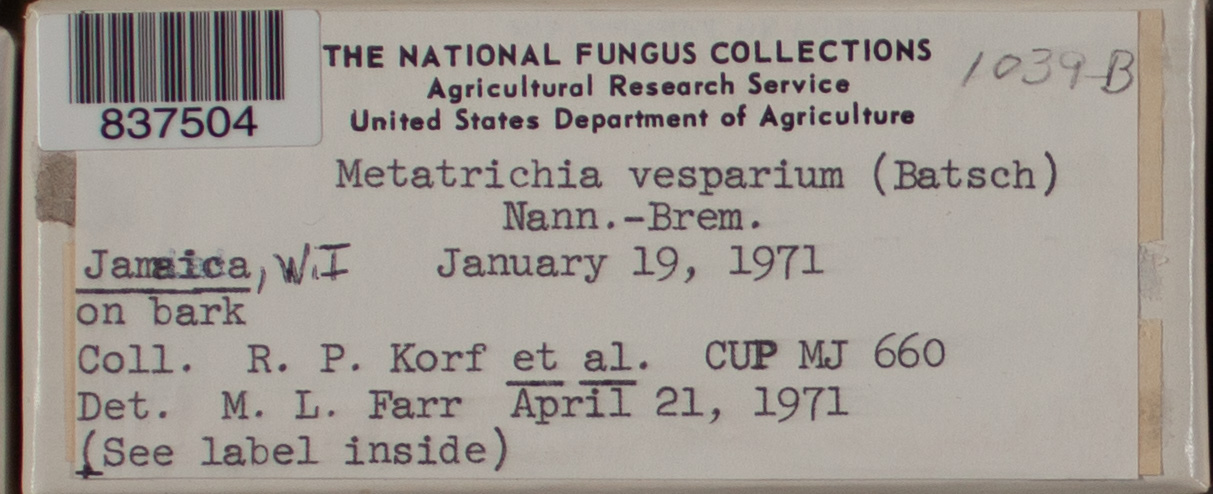 837504
THE NATIONAL FUNGUS COLLECTIONS
1039-B
Agricultural Research Service
United States Department of Agriculture
Metatrichia vesparium (Batsch)
Nann.-Brem.
Jamaica, W.I January 19, 1971
on bark
Coll. R. P. Korf et al. CUP MJ 660
Det. M. L. Farr April 21, 1971
(See label inside)